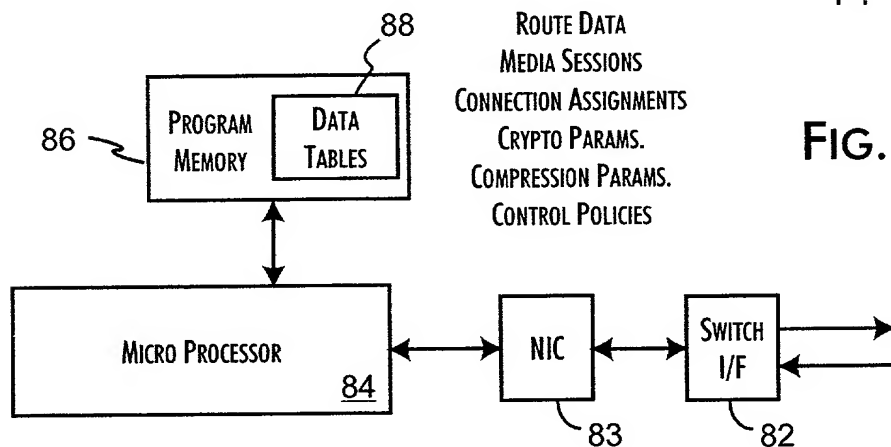 88
ROUTE DATA
MEDIA SESSIONS
CONNECTION ASSIGNMENTS
CRYPTO PARAMS.
COMPRESSION PARAMS.
CONTROL POLICIES
86
PROGRAM
MEMORY
DATA
TABLES
FIG.
MICRO PROCESSOR
84
NIC
83
SWITCH
I/F
82